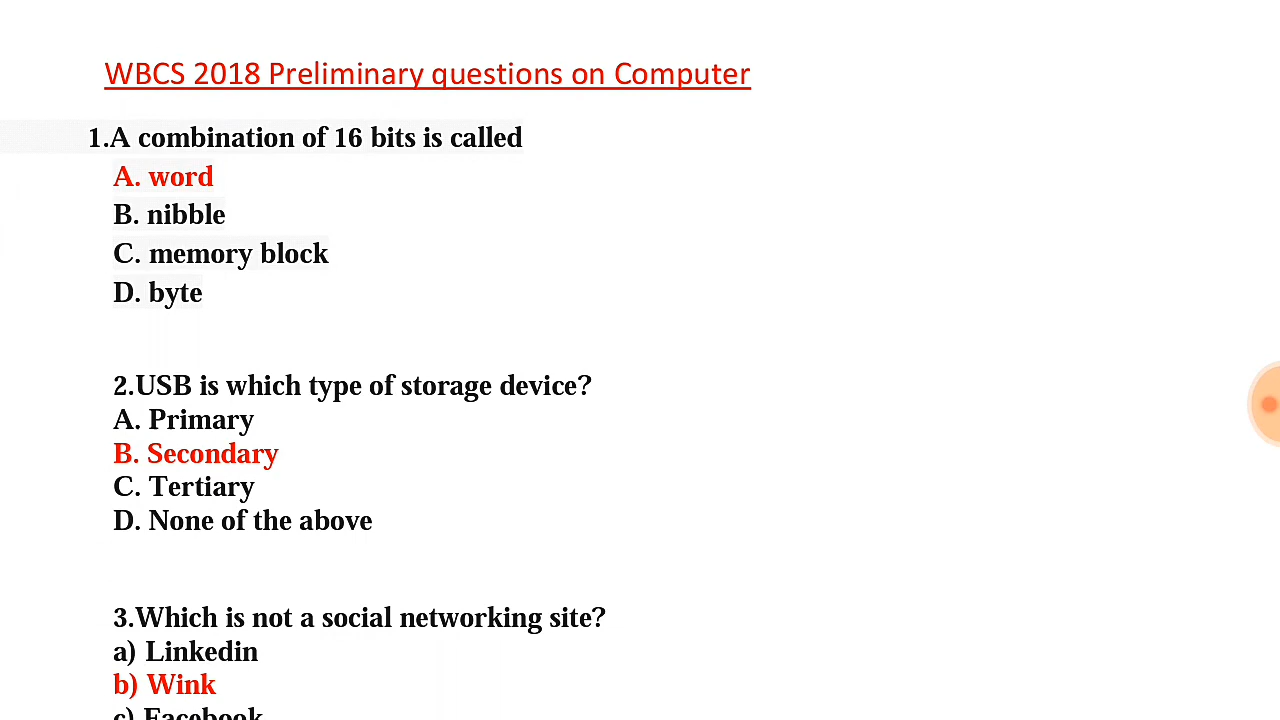 WBCS 2018 Preliminary questions on Computer
1.A combination of 16 bits is called
A. word
B. nibble
C. memory block
D. byte
2.USB is which type of storage device?
A. Primary
B. Secondary
C. Tertiary
D. None of the above
3.Which is not a social networking site?
a) Linkedin
b) Wink
c) Facebook